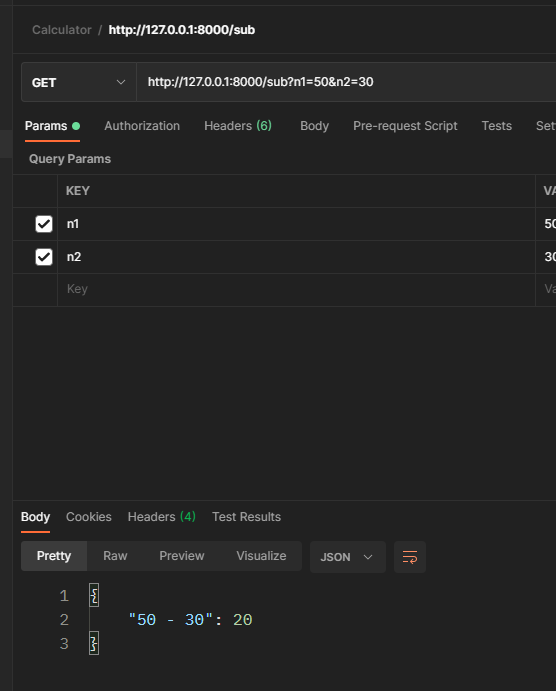 Calculator / http://127.0.0.1:8000/sub
GET http://127.0.0.1:8000/sub?n1=50&n2=30
Params Authorization Headers (6) Body Pre-request Script Tests Set
Query Params
KEY VA
n1 50
n2 30
Key Va
Body Cookies Headers (4) Test Results
Pretty Raw Preview Visualize JSON
1 {
2 "50 - 30": 20
3 }